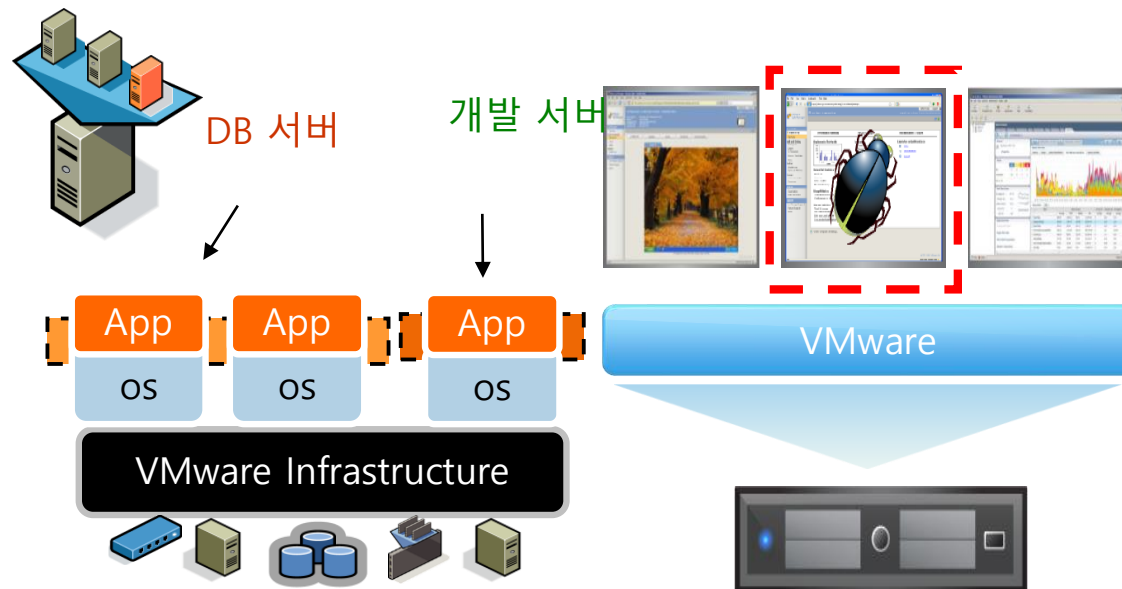 DB 서버
개발 서버
App
App
App
OS
OS
OS
VMware Infrastructure
VMware